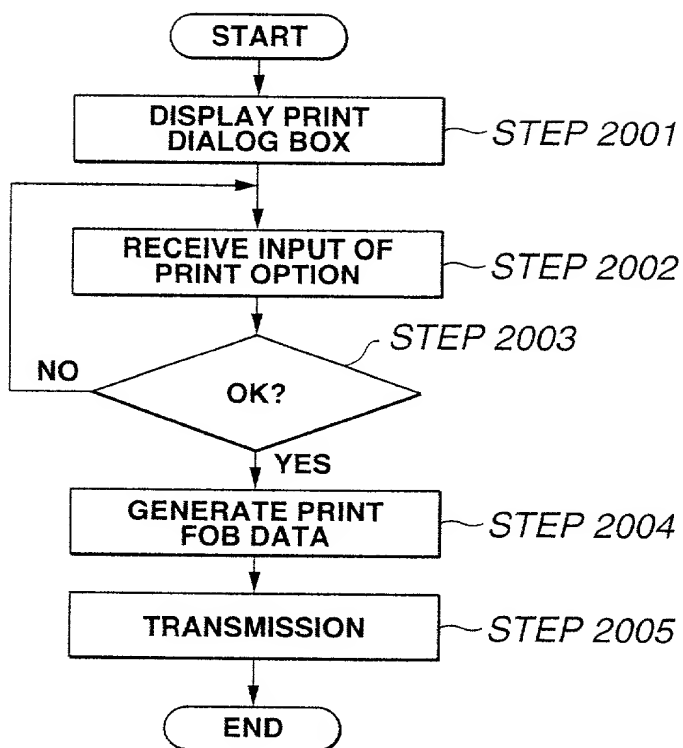 START
DISPLAY PRINT
DIALOG BOX
STEP 2001
RECEIVE INPUT OF
PRINT OPTION
STEP 2002
STEP 2003
NO
OK?
YES
GENERATE PRINT
FOB DATA
STEP 2004
TRANSMISSION
STEP 2005
END